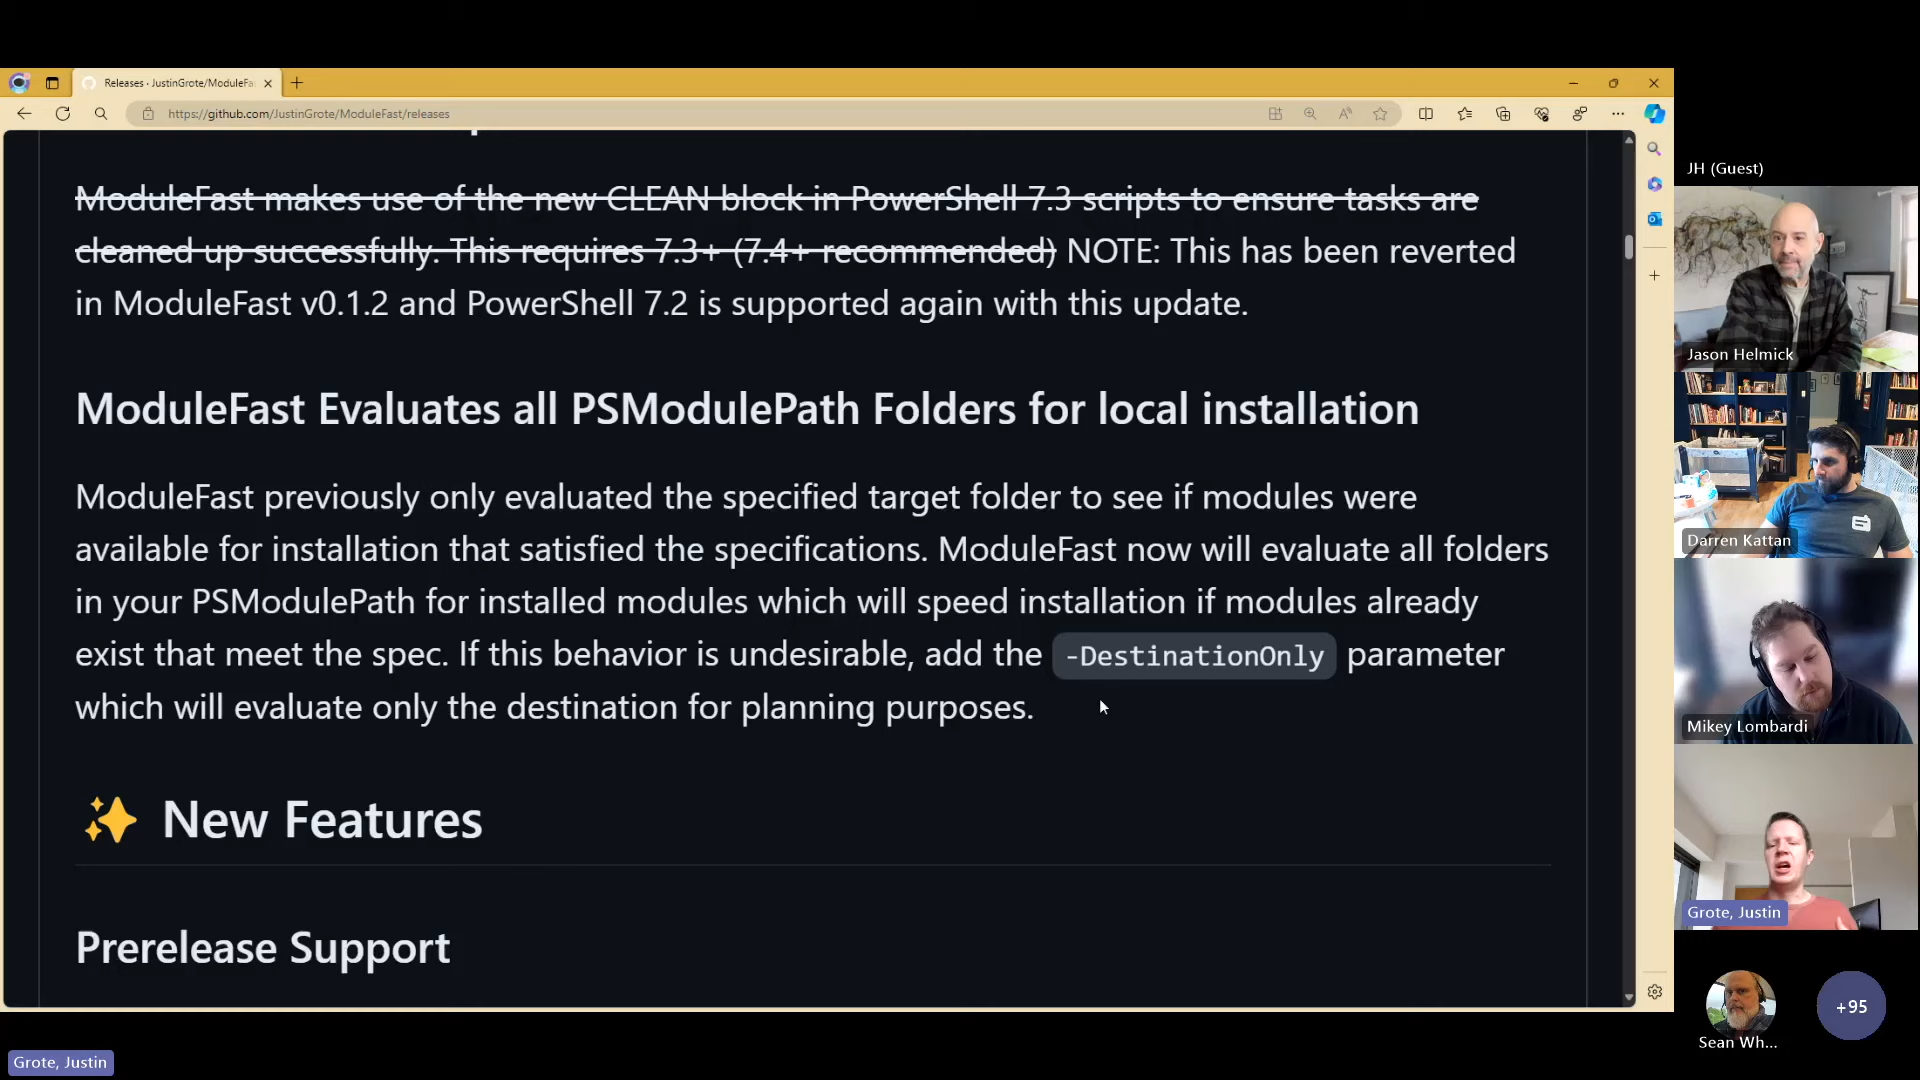 Releases · JustinGrote/ModuleFa
https://github.com/JustinGrote/ModuleFast/releases
ModuleFast makes use of the new CLEAN block in PowerShell 7.3 scripts to ensure tasks are
cleaned up successfully. This requires 7.3+ (7.4+ recommended) NOTE: This has been reverted
in ModuleFast v0.1.2 and PowerShell 7.2 is supported again with this update.
ModuleFast Evaluates all PSModulePath Folders for local installation
ModuleFast previously only evaluated the specified target folder to see if modules were
available for installation that satisfied the specifications. ModuleFast now will evaluate all folders
in your PSModulePath for installed modules which will speed installation if modules already
exist that meet the spec. If this behavior is undesirable, add the -DestinationOnly parameter
which will evaluate only the destination for planning purposes.
✨ New Features
Prerelease Support
JH (Guest)
Jason Helmick
Darren Kattan
Mikey Lombardi
Grote, Justin
+95
Sean Wh...
Grote, Justin